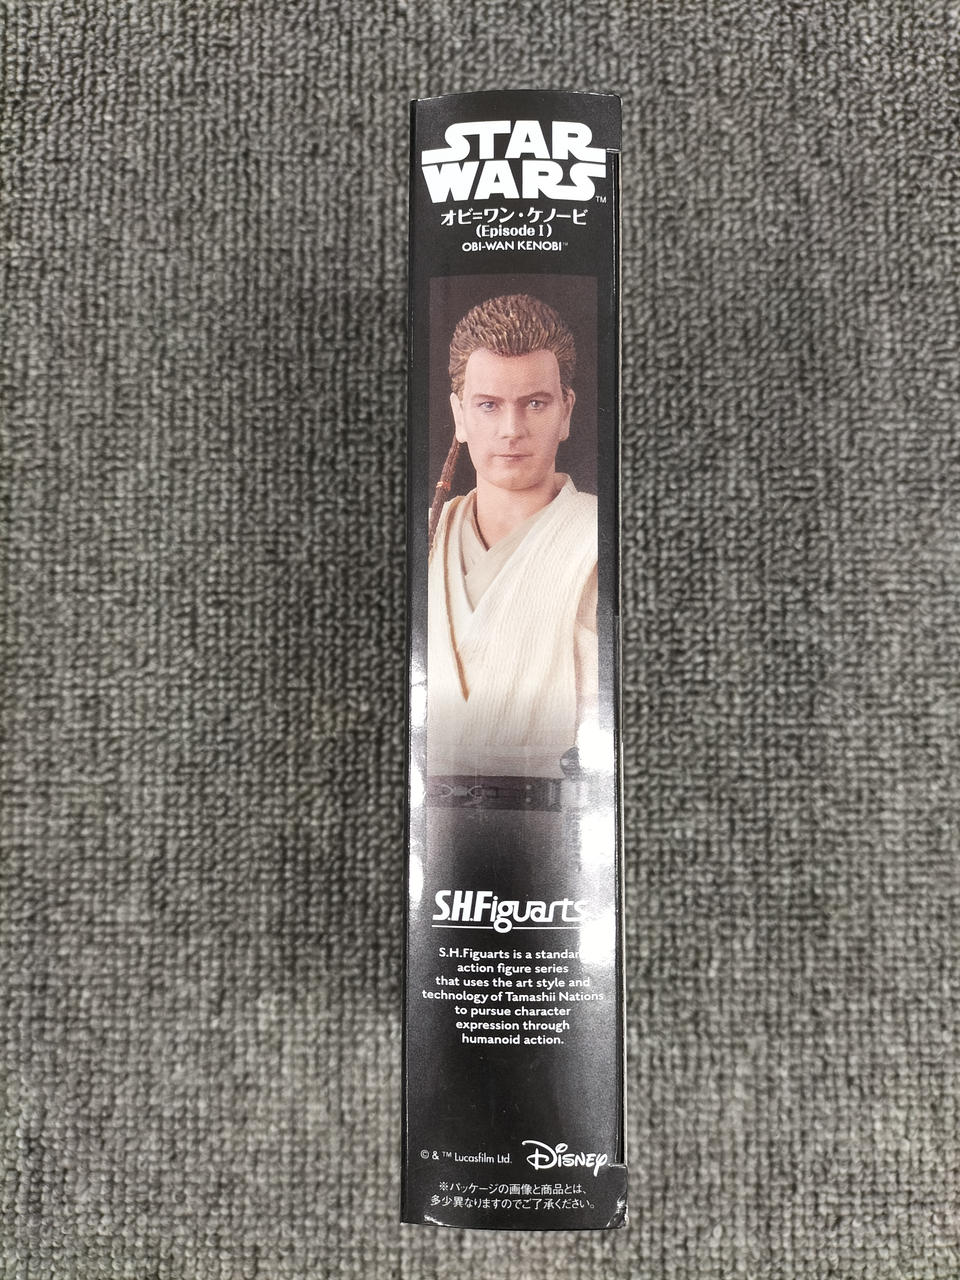 STAR
WARS™
オビ=ワン・ケノービ
(Episode I)
OBI-WAN KENOBI™
S.H.Figuarts
S.H.Figuarts is a standard
action figure series
that uses the art style and
technology of Tamashii Nations
to pursue character
expression through
humanoid action.
© & ™ Lucasfilm Ltd. Disney
※パッケージの画像と商品とは、
多少異なりますのでご了承ください。